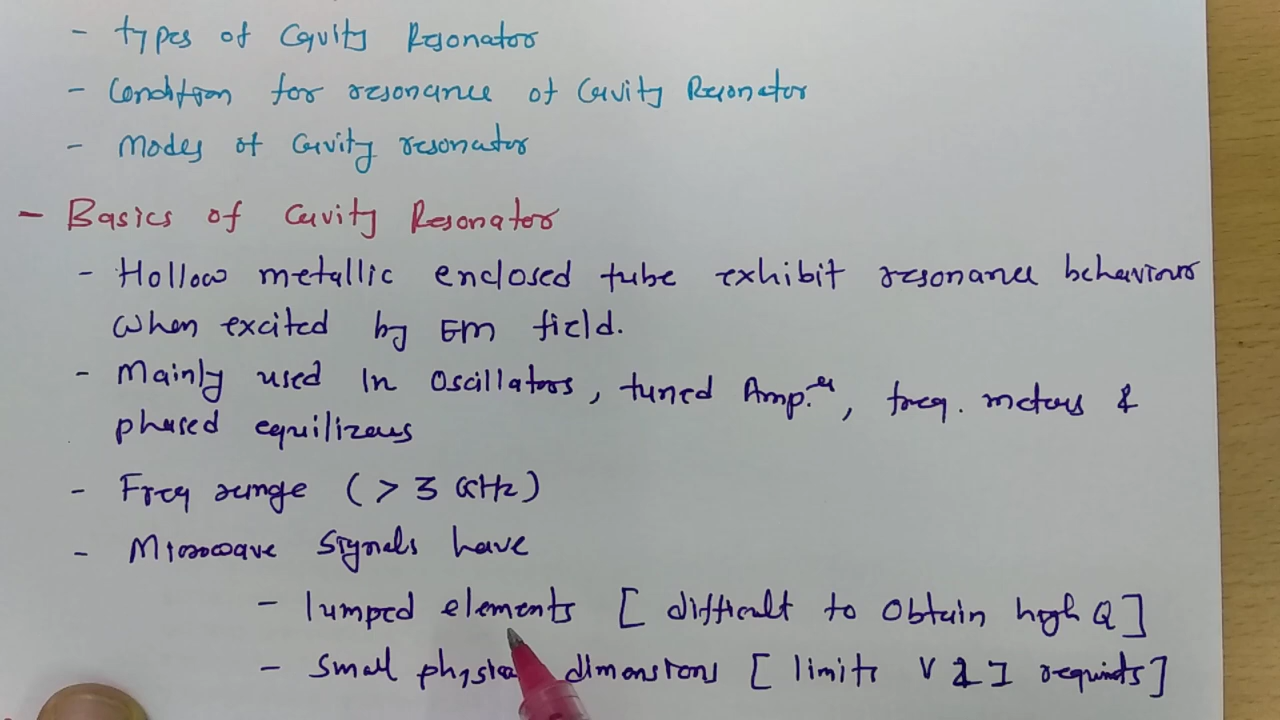 - types of Cavity Resonator
- Condition for resonance of Cavity Resonator
- Modes of Cavity resonator
- Basics of Cavity Resonator
- Hollow metallic enclosed tube exhibit resonance behaviour
when excited by EM field.
- Mainly used in Oscillators, tuned Amp.er, freq. meters &
phased equilizers
- Freq range (> 3 GHz)
- Microwave signals have
- lumped elements [ difficult to obtain high Q ]
- Small physical dimensions [ limits V & I requirents ]